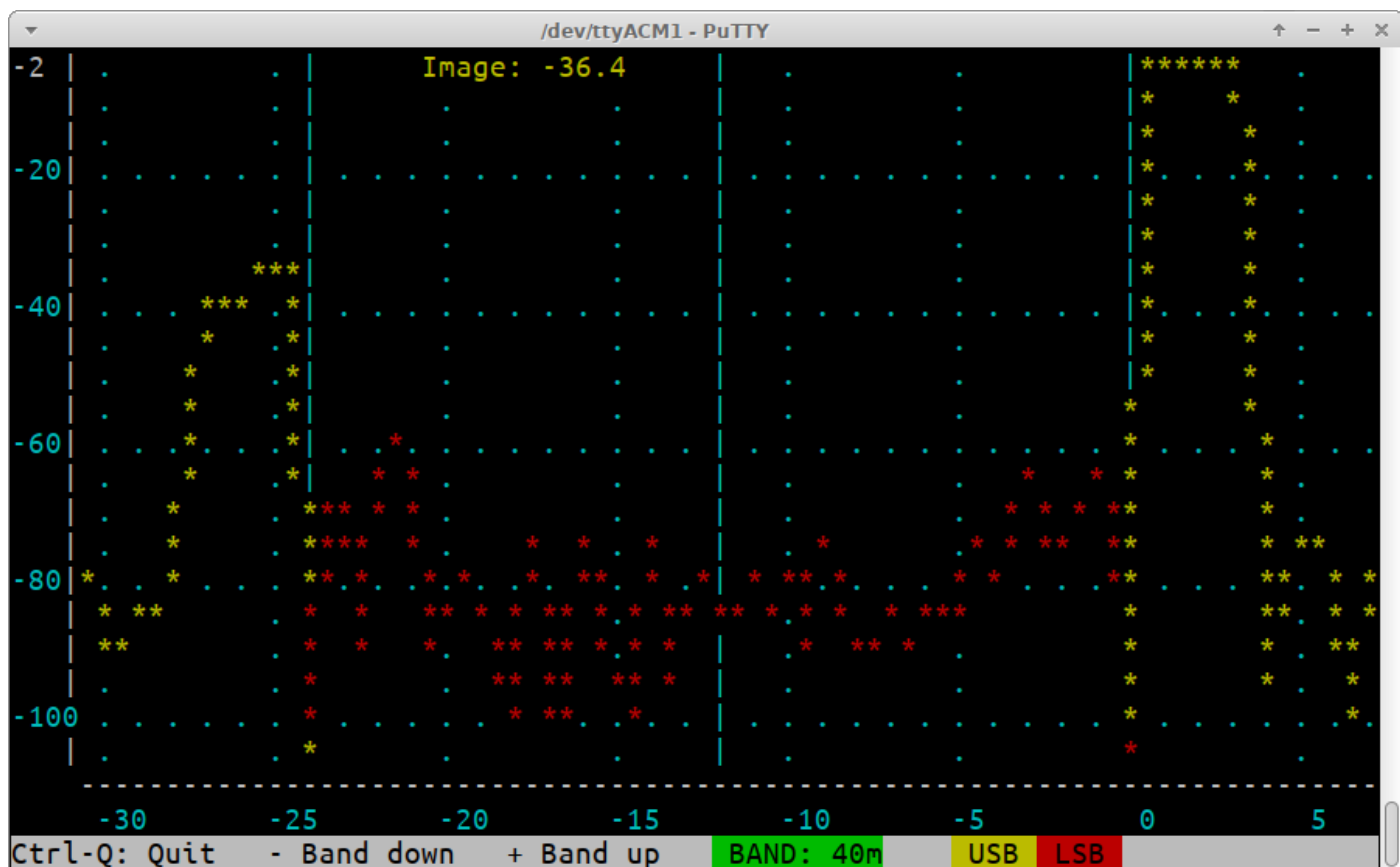 /dev/ttyACM1 - PuTTY
-2 Image: -36.4
-20
-40
-60
-80
-100
-30 -25 -20 -15 -10 -5 0 5
Ctrl-Q: Quit - Band down + Band up BAND: 40m USB LSB